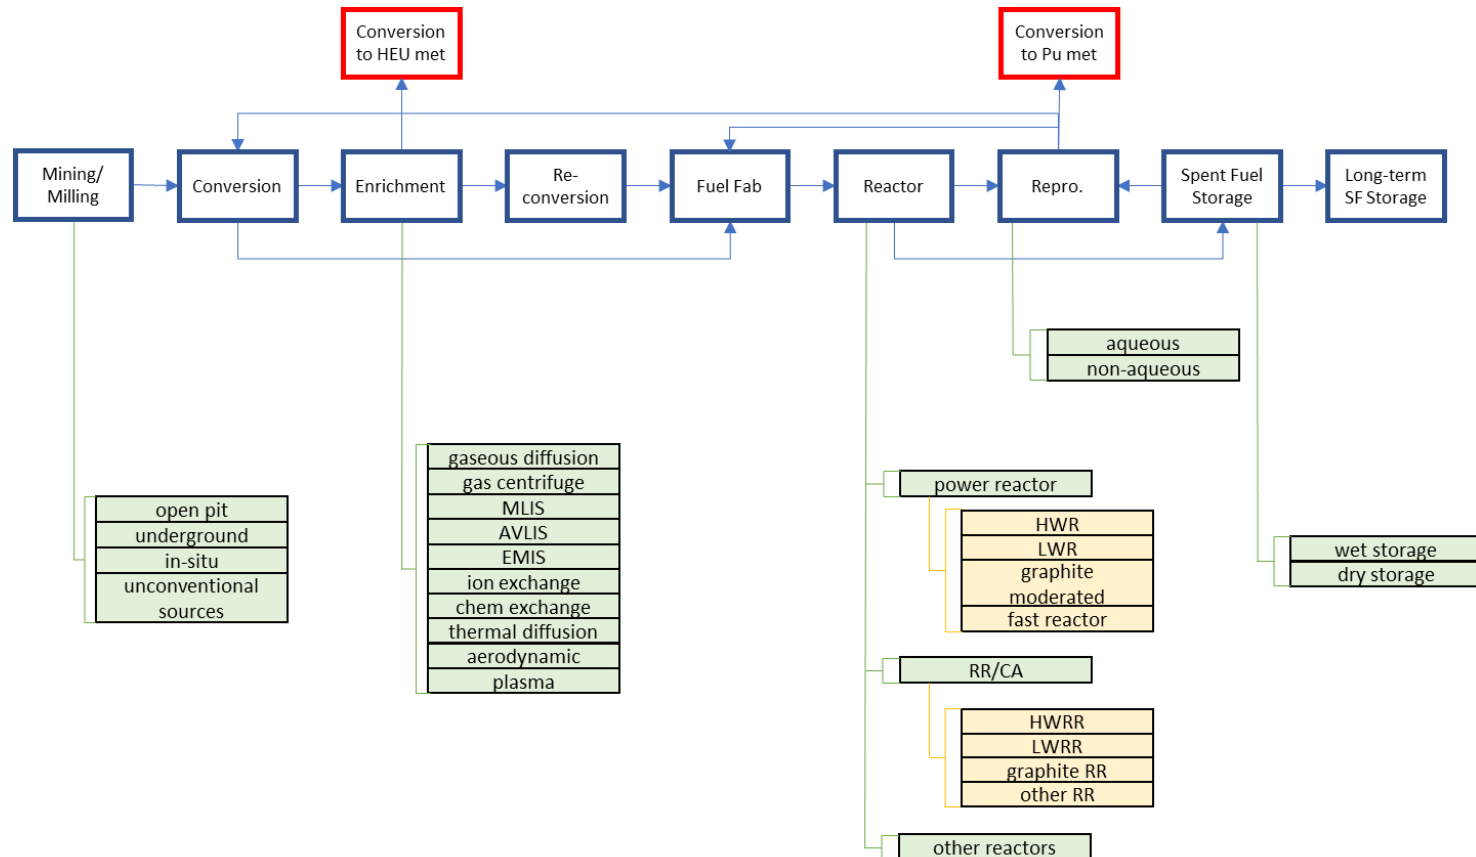 Conversion
to HEU met
Conversion
to Pu met
Mining/
Milling
Conversion
Enrichment
Re-
conversion
Fuel Fab
Reactor
Repro.
Spent Fuel
Storage
Long-term
SF Storage
aqueous
non-aqueous
gaseous diffusion
gas centrifuge
MLIS
AVLIS
EMIS
ion exchange
chem exchange
thermal diffusion
aerodynamic
plasma
open pit
underground
in-situ
unconventional
sources
power reactor
HWR
LWR
graphite
moderated
fast reactor
wet storage
dry storage
RR/CA
HWRR
LWRR
graphite RR
other RR
other reactors